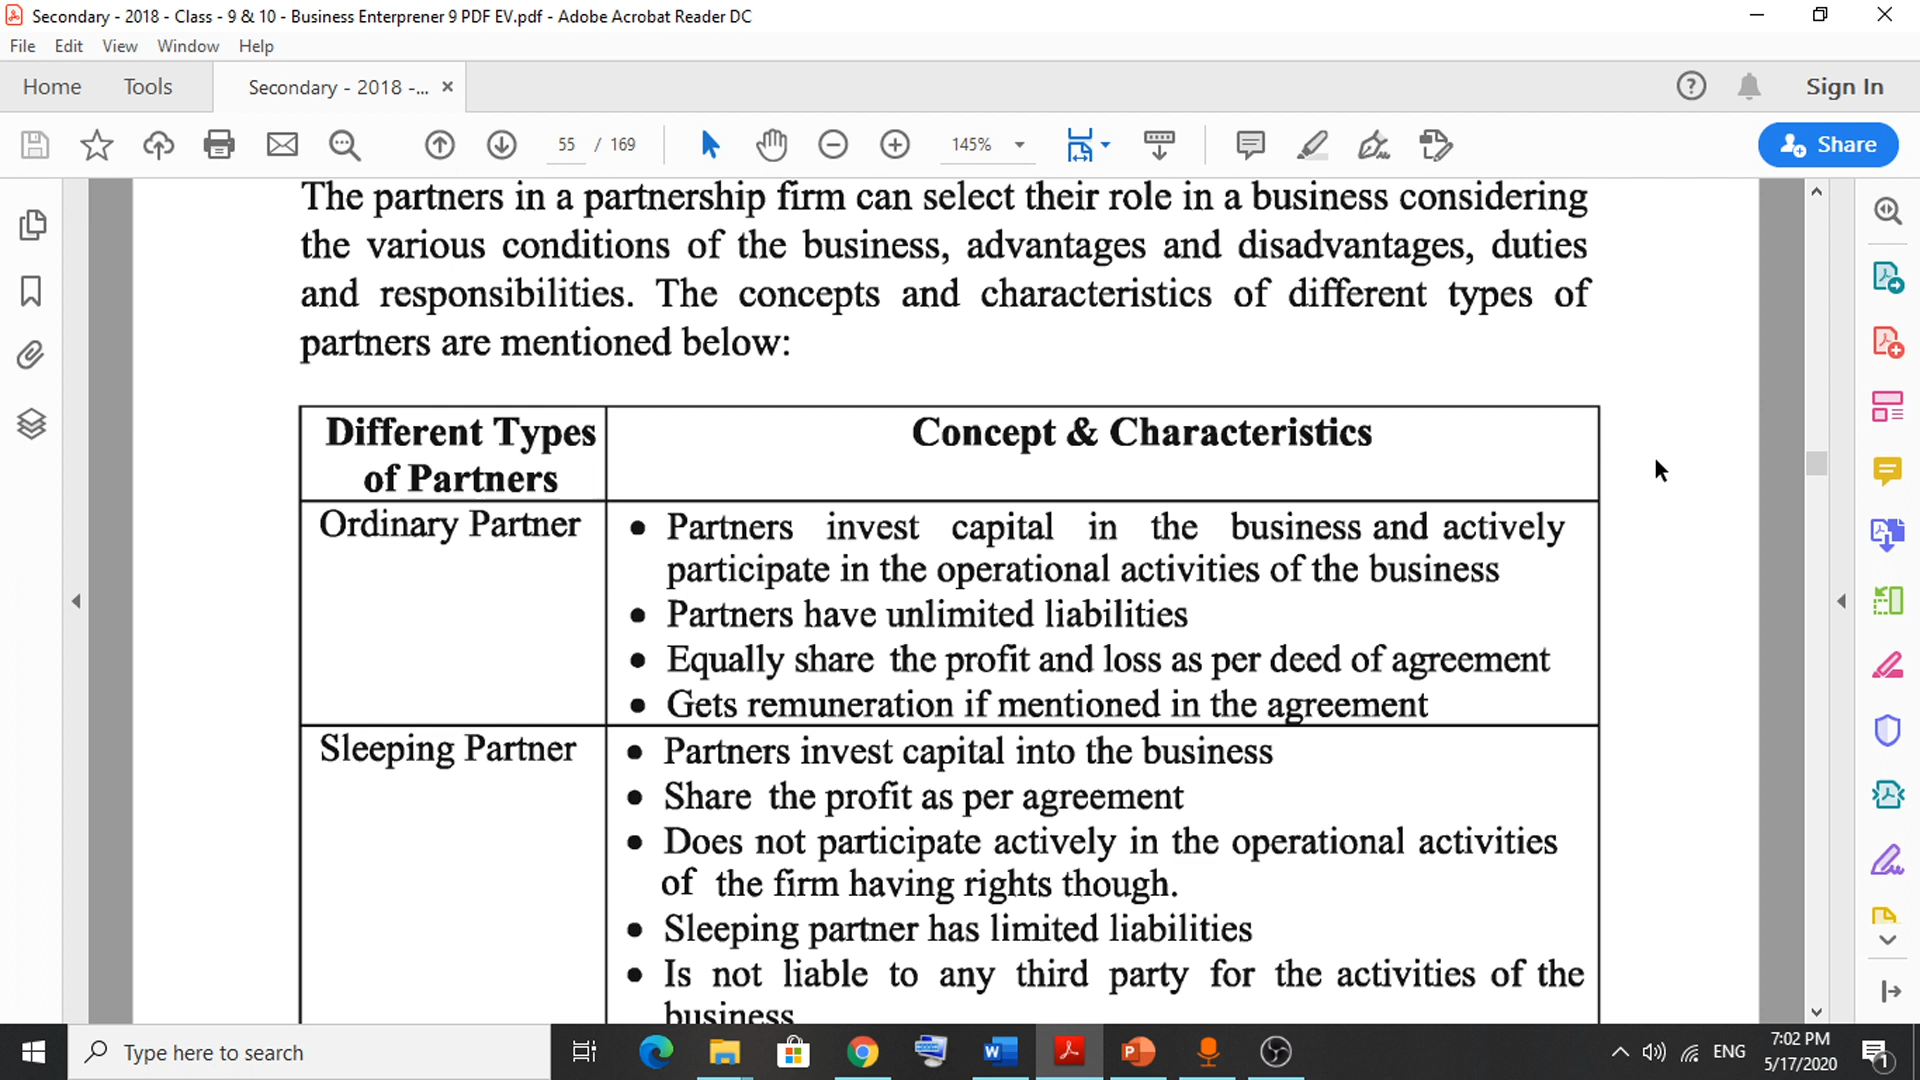 Secondary - 2018 - Class - 9 & 10 - Business Enterprener 9 PDF EV.pdf - Adobe Acrobat Reader DC
File Edit View Window Help
Home Tools Secondary - 2018 -... × Sign In
55 / 169 145% Share
The partners in a partnership firm can select their role in a business considering
the various conditions of the business, advantages and disadvantages, duties
and responsibilities. The concepts and characteristics of different types of
partners are mentioned below:
Different Types
of Partners
Concept & Characteristics
Ordinary Partner
• Partners invest capital in the business and actively
participate in the operational activities of the business
• Partners have unlimited liabilities
• Equally share the profit and loss as per deed of agreement
• Gets remuneration if mentioned in the agreement
Sleeping Partner
• Partners invest capital into the business
• Share the profit as per agreement
• Does not participate actively in the operational activities
of the firm having rights though.
• Sleeping partner has limited liabilities
• Is not liable to any third party for the activities of the
business
Type here to search
ENG
7:02 PM
5/17/2020
1